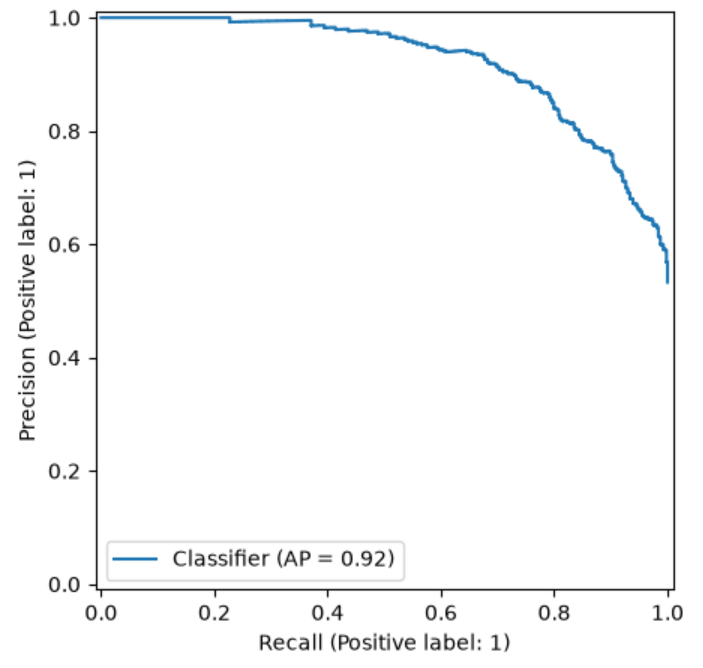 1.0
0.8
0.6
0.4
0.2
0.0
Precision (Positive label: 1)
Classifier (AP = 0.92)
0.0 0.2 0.4 0.6 0.8 1.0
Recall (Positive label: 1)